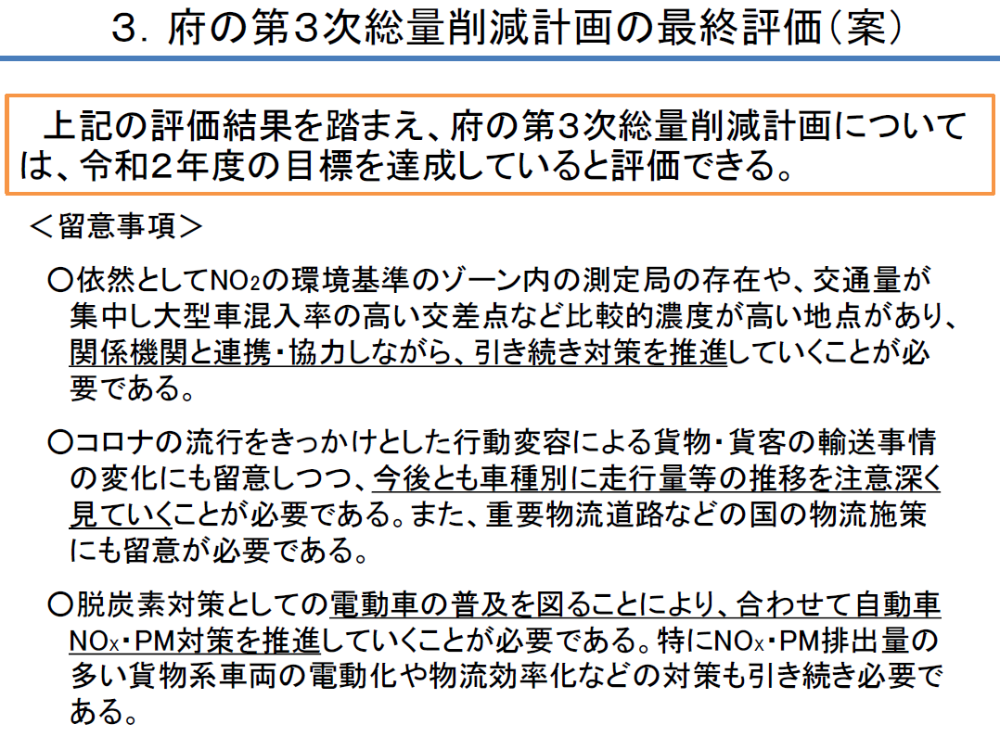 ３．府の第３次総量削減計画の最終評価（案）
上記の評価結果を踏まえ、府の第３次総量削減計画について
は、令和２年度の目標を達成していると評価できる。
＜留意事項＞
〇依然としてNO2の環境基準のゾーン内の測定局の存在や、交通量が
集中し大型車混入率の高い交差点など比較的濃度が高い地点があり、
関係機関と連携・協力しながら、引き続き対策を推進していくことが必
要である。
〇コロナの流行をきっかけとした行動変容による貨物・貨客の輸送事情
の変化にも留意しつつ、今後とも車種別に走行量等の推移を注意深く
見ていくことが必要である。また、重要物流道路などの国の物流施策
にも留意が必要である。
〇脱炭素対策としての電動車の普及を図ることにより、合わせて自動車
NOX・PM対策を推進していくことが必要である。特にNOX・PM排出量の
多い貨物系車両の電動化や物流効率化などの対策も引き続き必要で
ある。